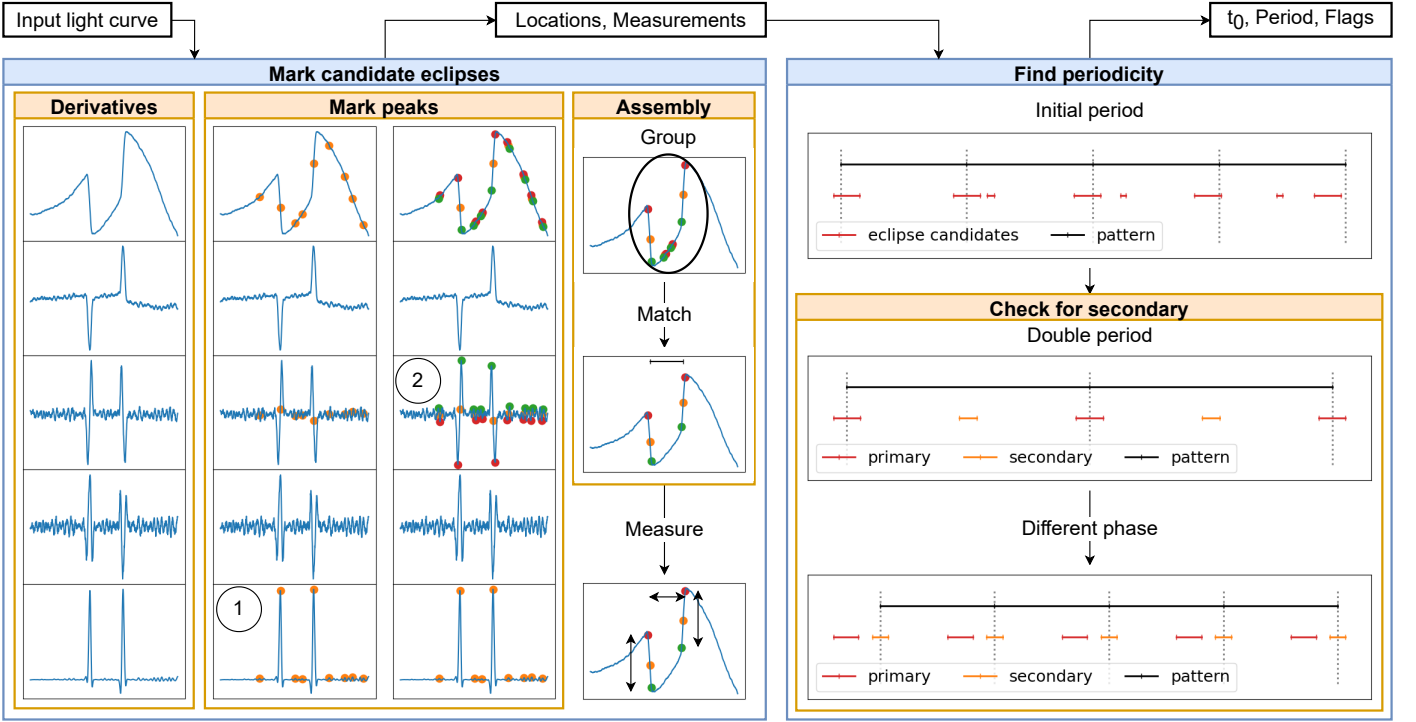 Input light curve
Locations, Measurements
t0, Period, Flags
Mark candidate eclipses
Derivatives
Mark peaks
Assembly
Group
Match
2
Measure
1
Find periodicity
Initial period
eclipse candidates
pattern
Check for secondary
Double period
primary
secondary
pattern
Different phase
primary
secondary
pattern